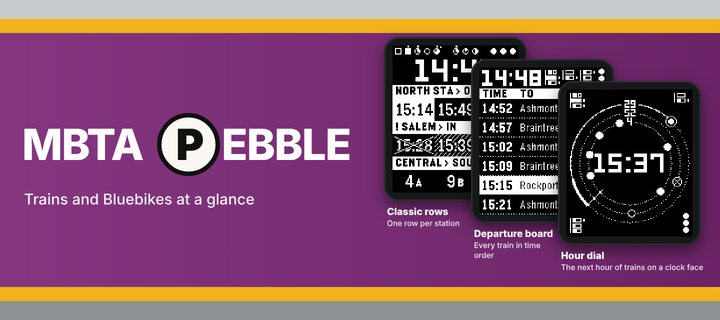 MBTA PEBBLE
Trains and Bluebikes at a glance
14:4
NORTH STA> O
15:14 15:49
! SALEM > IN
15:28 15:39
CENTRAL> SOU
4A 9B
Classic rows
One row per station
14:48
TIME TO
14:52 Ashmont
14:57 Braintree
15:02 Ashmont
15:09 Braintree
15:15 Rockport
15:21 Ashmont
Departure board
Every train in time
order
15:37
Hour dial
The next hour of trains on a clock face